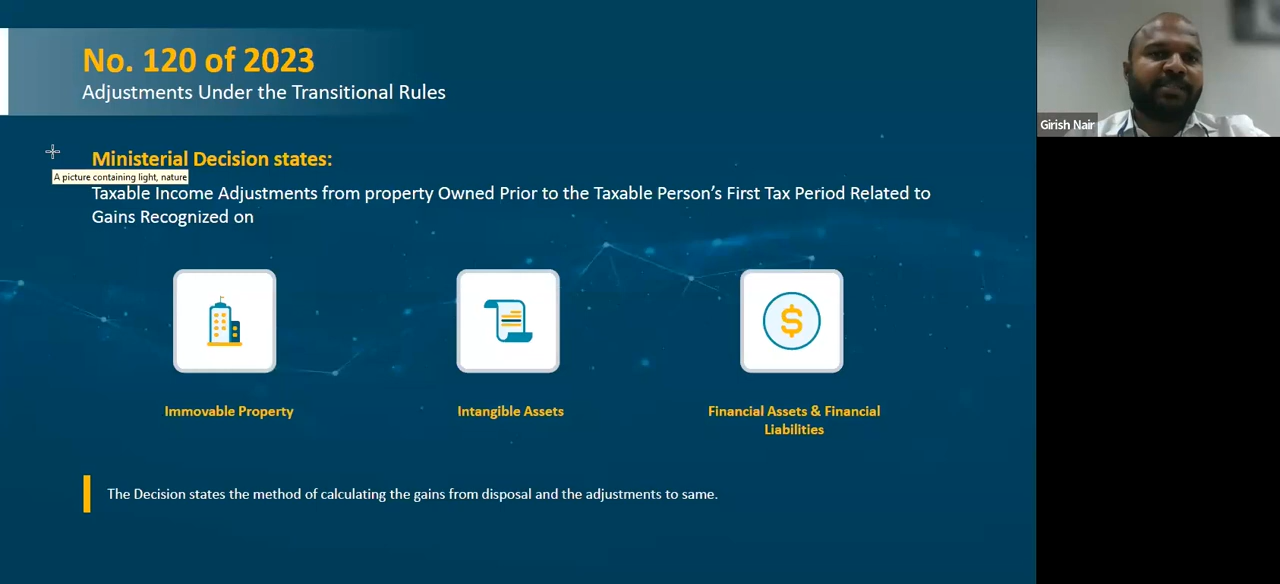 No. 120 of 2023
Adjustments Under the Transitional Rules
Ministerial Decision states:
A picture containing light, nature
Taxable Income Adjustments from property Owned Prior to the Taxable Person's First Tax Period Related to
Gains Recognized on
$
Immovable Property
Intangible Assets
Financial Assets & Financial
Liabilities
The Decision states the method of calculating the gains from disposal and the adjustments to same.
Girish Nair